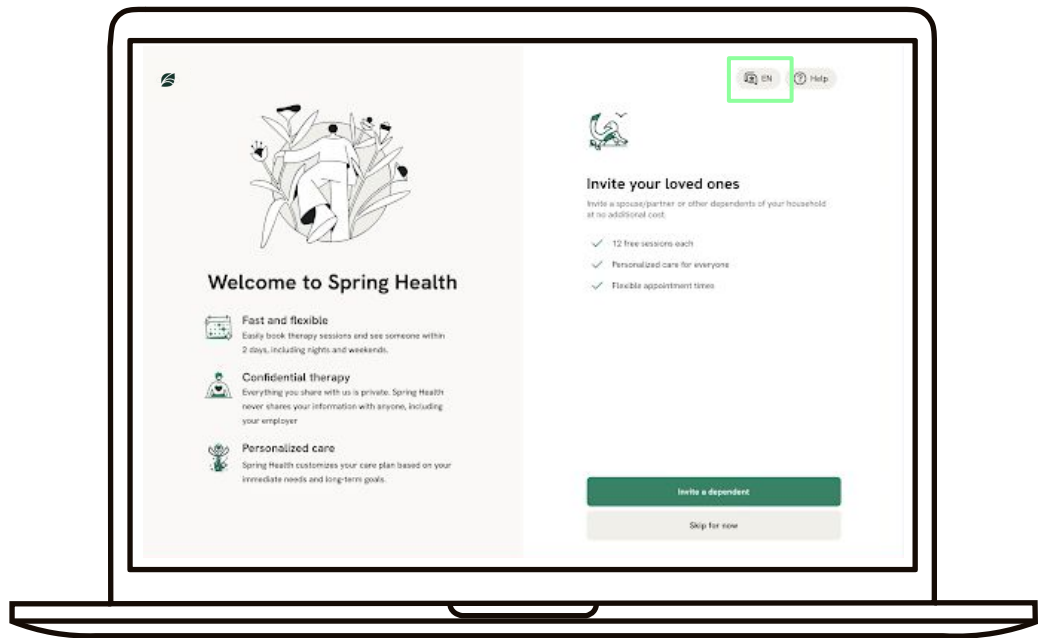 EN
Help
Welcome to Spring Health
Fast and flexible
Easily book therapy sessions and see someone within
2 days, including nights and weekends.
Confidential therapy
Everything you share with us is private. Spring Health
never shares your information with anyone, including
your employer
Personalized care
Spring Health customizes your care plan based on your
immediate needs and long-term goals.
Invite your loved ones
Invite a spouse/partner or other dependents of your household
at no additional cost
12 free sessions each
Personalized care for everyone
Flexible appointment times
Invite a dependent
Skip for now